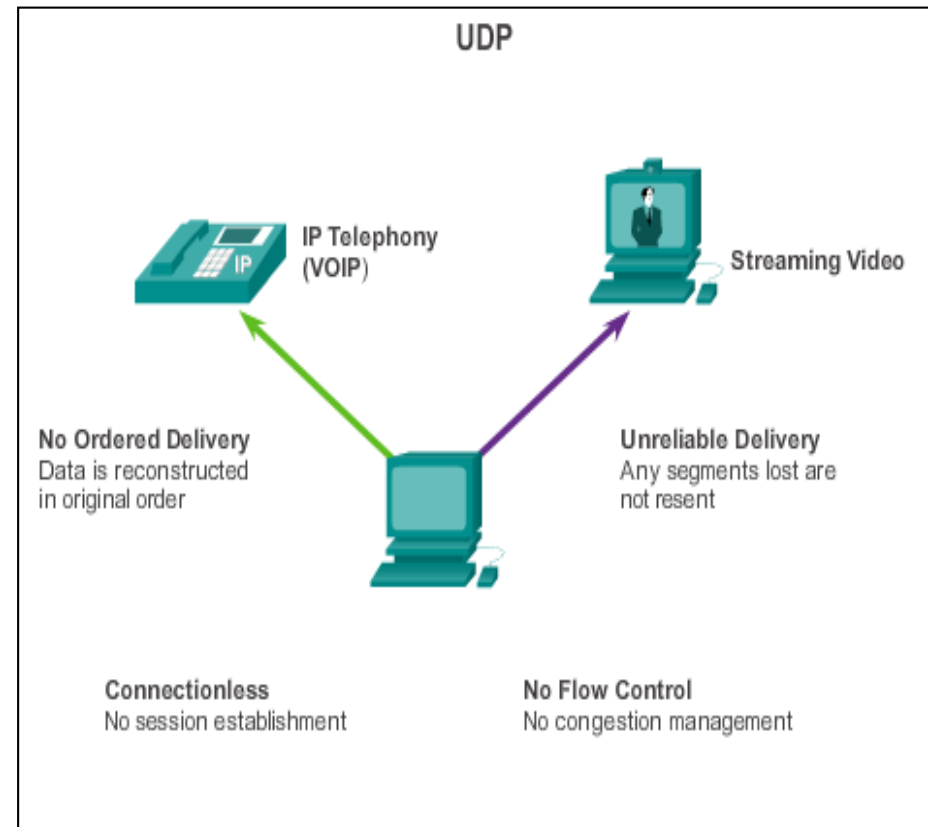 UDP
IP
IP Telephony
(VOIP)
Streaming Video
No Ordered Delivery
Data is reconstructed
in original order
Unreliable Delivery
Any segments lost are
not resent
Connectionless
No session establishment
No Flow Control
No congestion management